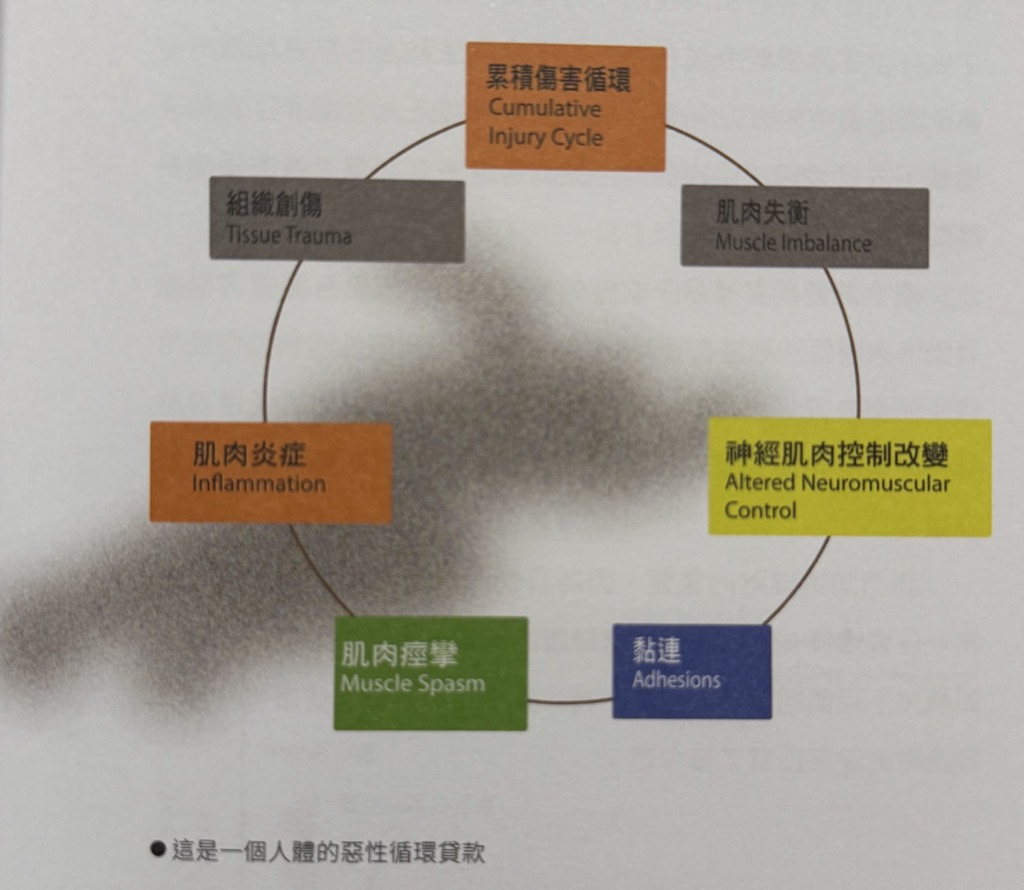 累積傷害循環
Cumulative
Injury Cycle
組織創傷
Tissue Trauma
肌肉失衡
Muscle Imbalance
肌肉炎症
Inflammation
神經肌肉控制改變
Altered Neuromuscular
Control
肌肉痙攣
Muscle Spasm
黏連
Adhesions
●這是一個人體的惡性循環貸款